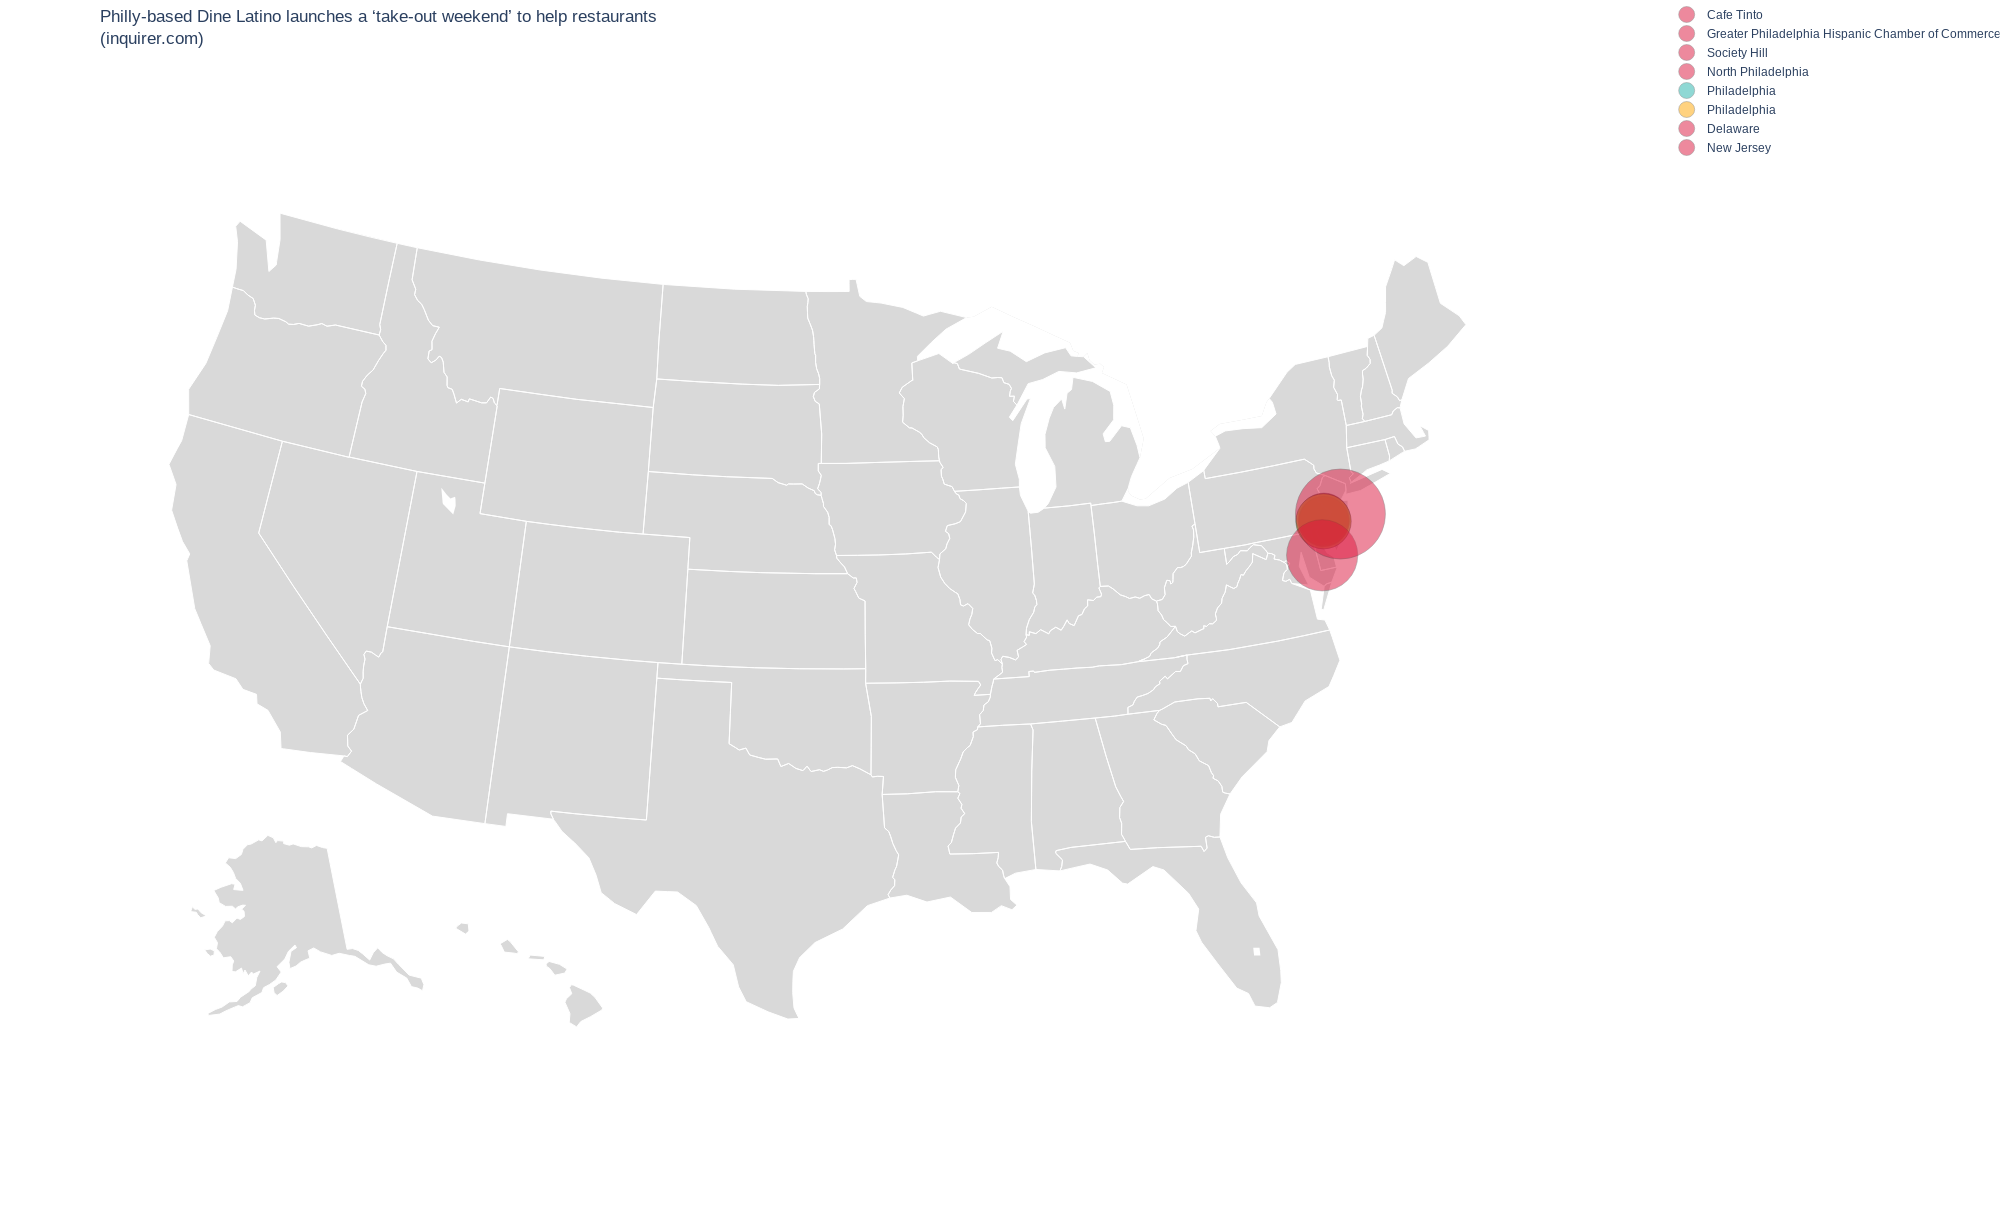 Philly-based Dine Latino launches a ‘take-out weekend’ to help restaurants
(inquirer.com)
Cafe Tinto
Greater Philadelphia Hispanic Chamber of Commerce
Society Hill
North Philadelphia
Philadelphia
Philadelphia
Delaware
New Jersey